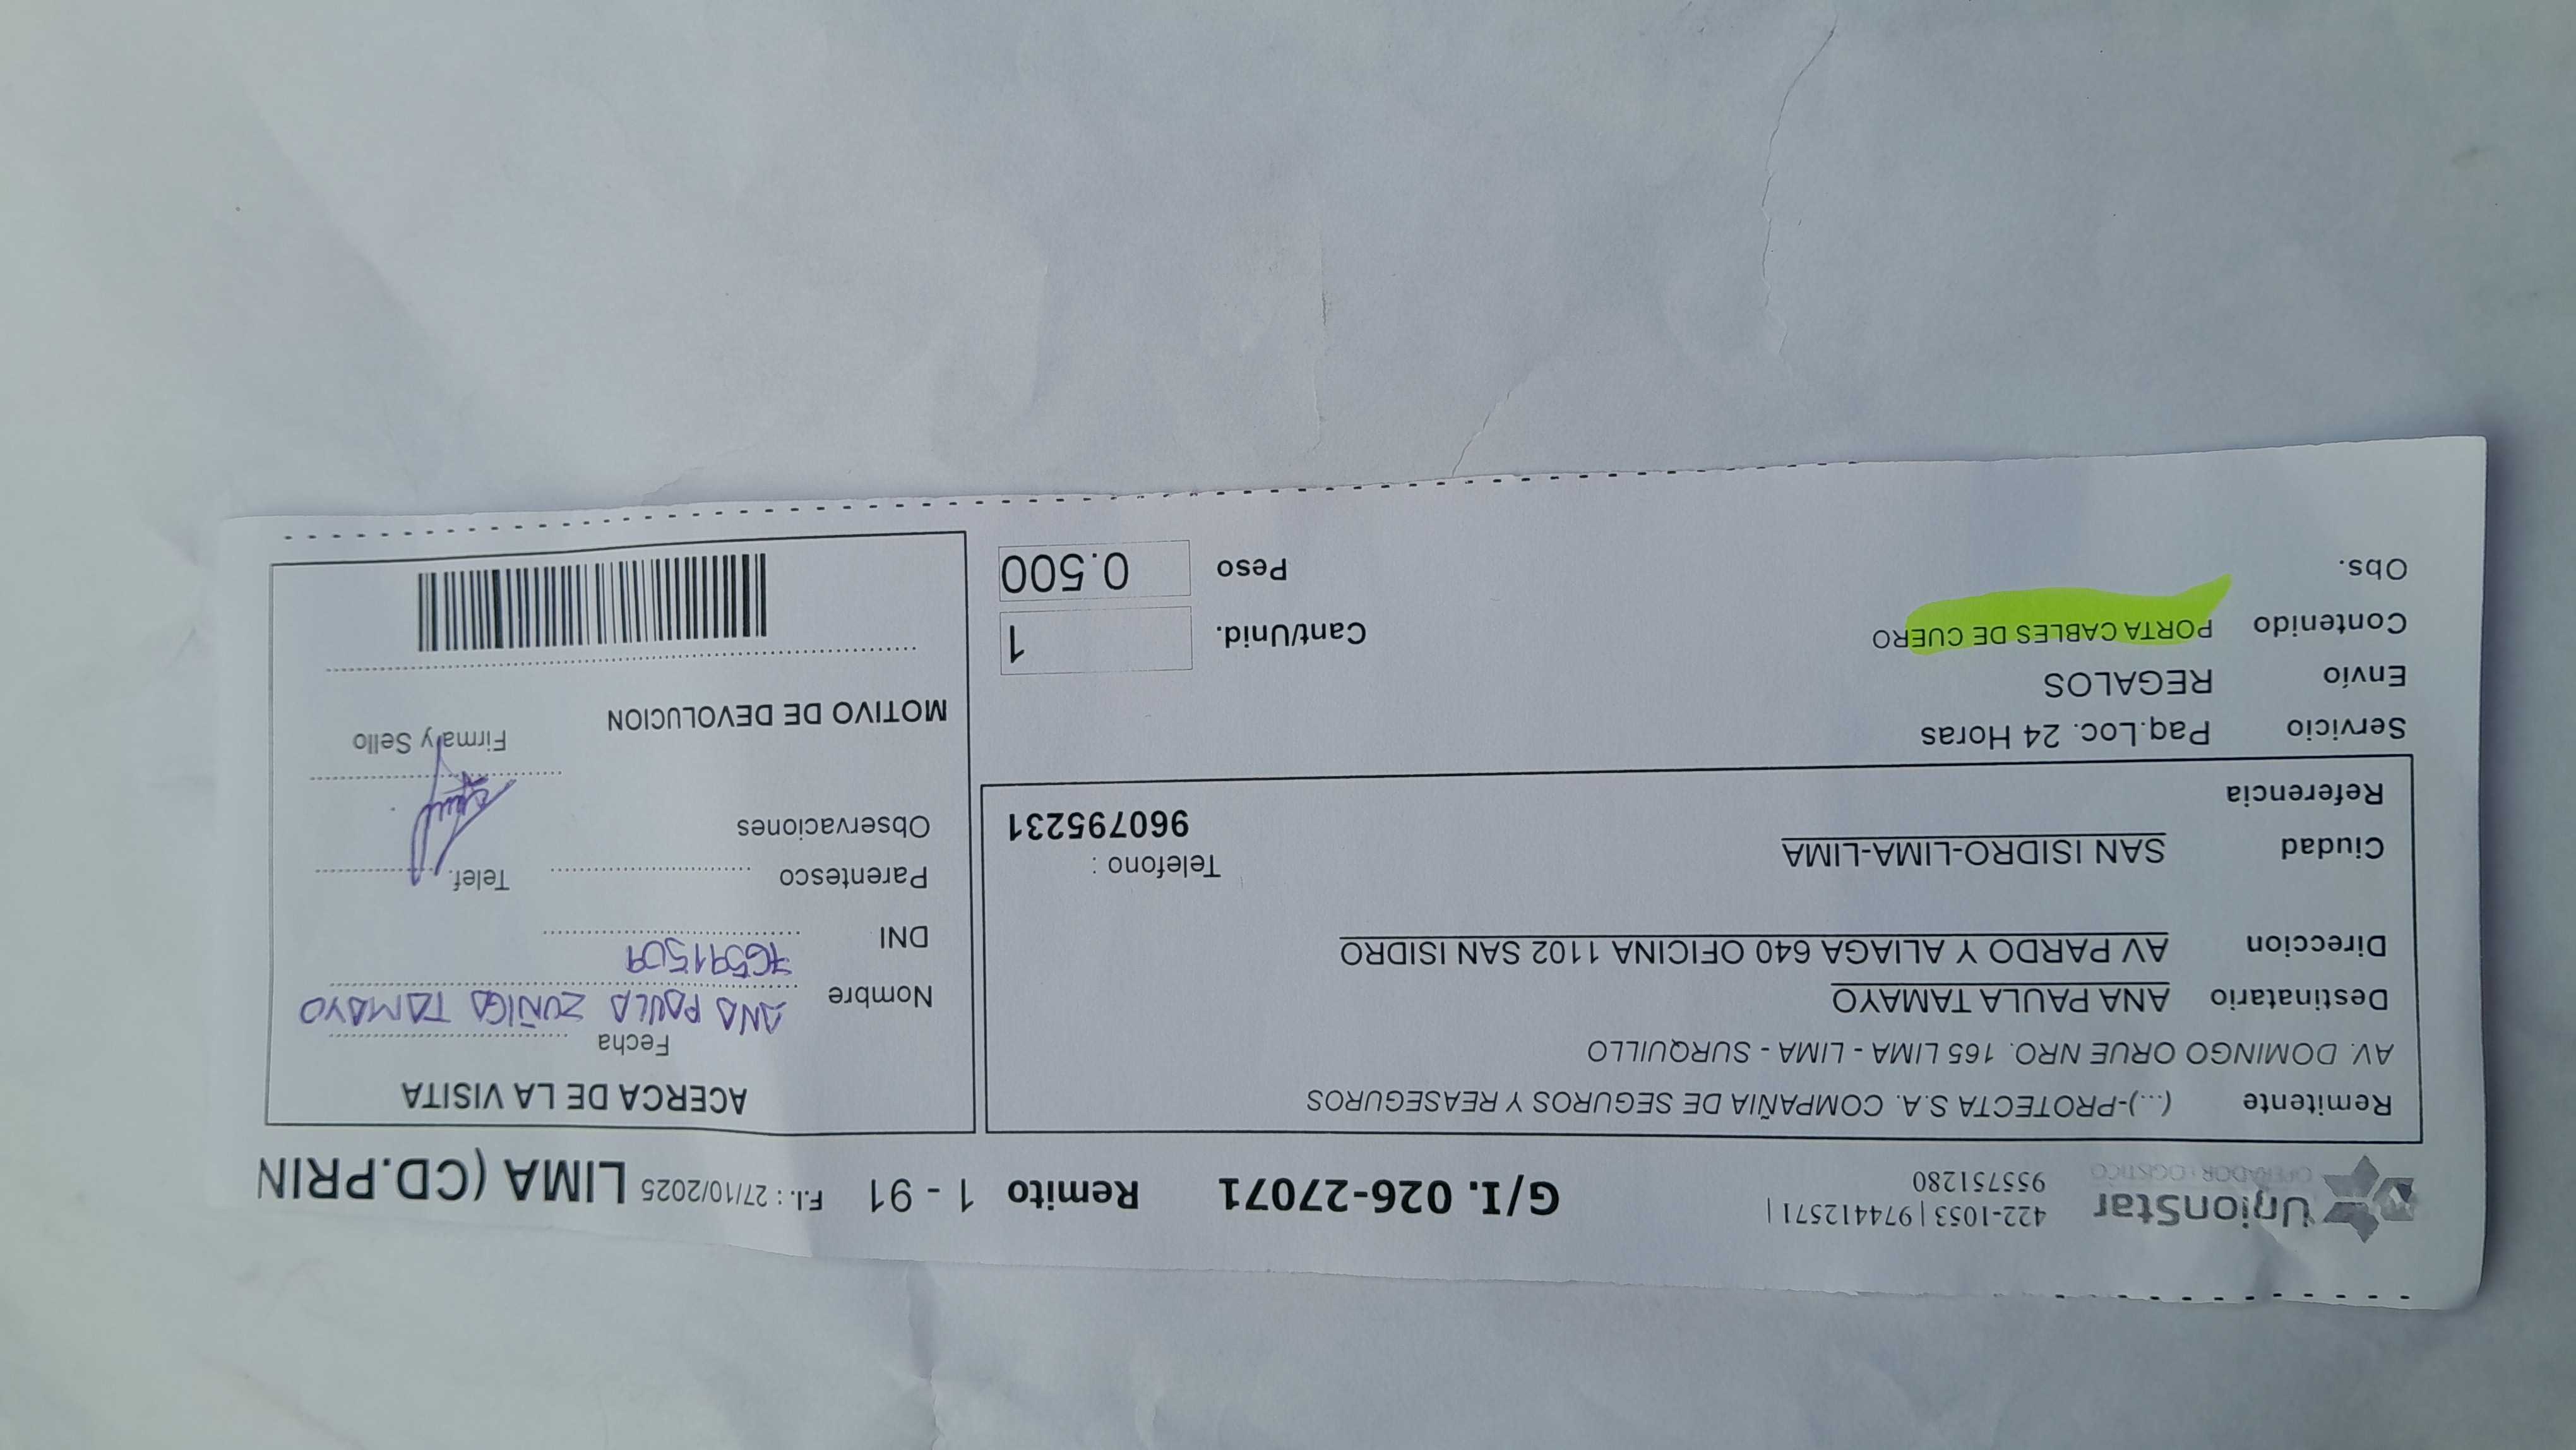 UnionStar
OPERADOR LOGISTICO
422-1053 | 974412571 |
955751280
G/I. 026-27071
Remito 1 - 91
F.I. : 27/10/2025
LIMA (CD.PRIN
Remitente (...)-PROTECTA S.A. COMPAÑIA DE SEGUROS Y REASEGUROS
AV. DOMINGO ORUE NRO. 165 LIMA - LIMA - SURQUILLO
Destinatario ANA PAULA TAMAYO
Direccion AV PARDO Y ALIAGA 640 OFICINA 1102 SAN ISIDRO
Ciudad SAN ISIDRO-LIMA-LIMA
Telefono :
960795231
Referencia
Servicio Paq.Loc. 24 Horas
Envío REGALOS
Contenido PORTA CABLES DE CUERO
Obs.
Cant/Unid. 1
Peso 0.500
ACERCA DE LA VISITA
Fecha
Nombre ANA PAULA ZUÑIGA TAMAYO
DNI 76591509
Parentesco Telef.
Observaciones
Firma y Sello
MOTIVO DE DEVOLUCION